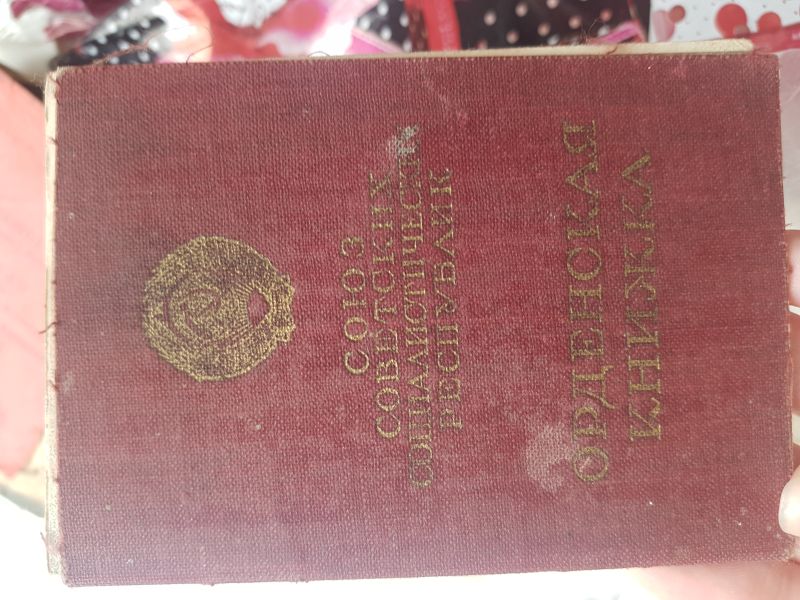 СОЮЗ
СОВЕТСКИХ
СОЦИАЛИСТИЧЕСКИХ
РЕСПУБЛИК
ОРДЕНСКАЯ
КНИЖКА